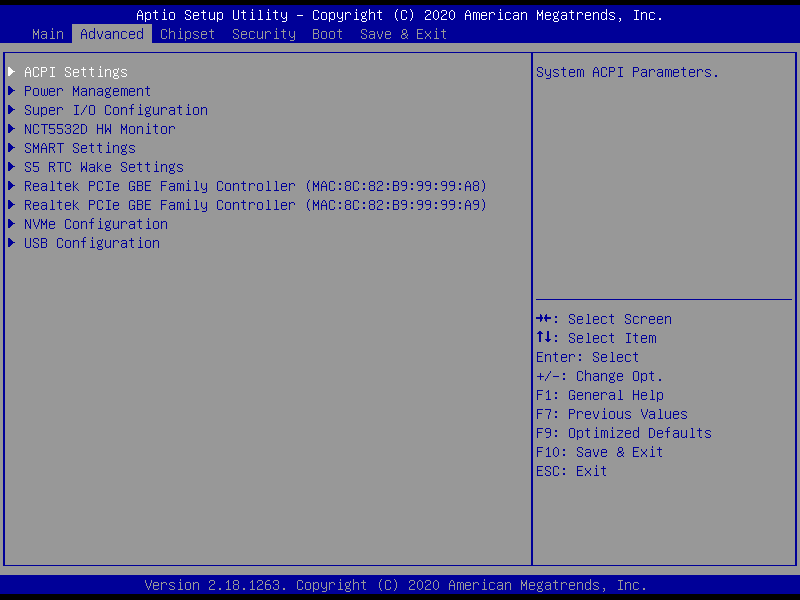 Aptio Setup Utility – Copyright (C) 2020 American Megatrends, Inc.
Main Advanced Chipset Security Boot Save & Exit
ACPI Settings
Power Management
Super I/O Configuration
NCT5532D HW Monitor
SMART Settings
S5 RTC Wake Settings
Realtek PCIe GBE Family Controller (MAC:8C:82:B9:99:99:A8)
Realtek PCIe GBE Family Controller (MAC:8C:82:B9:99:99:A9)
NVMe Configuration
USB Configuration
System ACPI Parameters.
→←: Select Screen
↑↓: Select Item
Enter: Select
+/-: Change Opt.
F1: General Help
F7: Previous Values
F9: Optimized Defaults
F10: Save & Exit
ESC: Exit
Version 2.18.1263. Copyright (C) 2020 American Megatrends, Inc.